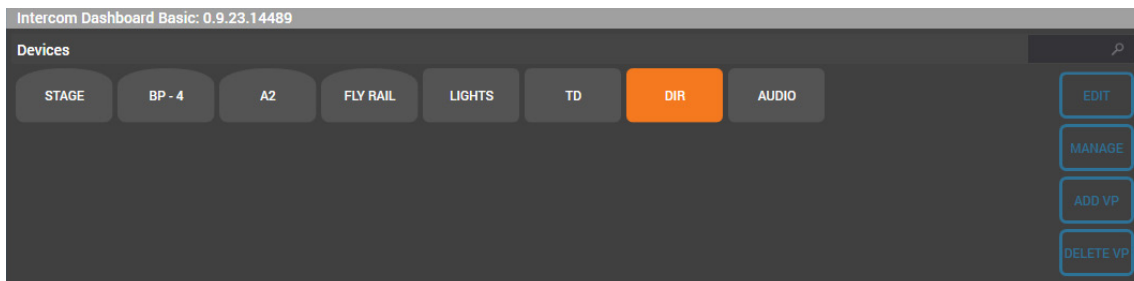 Intercom Dashboard Basic: 0.9.23.14489
Devices
STAGE BP - 4 A2 FLY RAIL LIGHTS TD DIR AUDIO
EDIT
MANAGE
ADD VP
DELETE VP